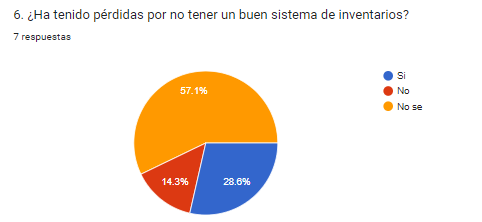 6. ¿Ha tenido pérdidas por no tener un buen sistema de inventarios?
7 respuestas
57.1%
14.3%
28.6%
Si
No
No se